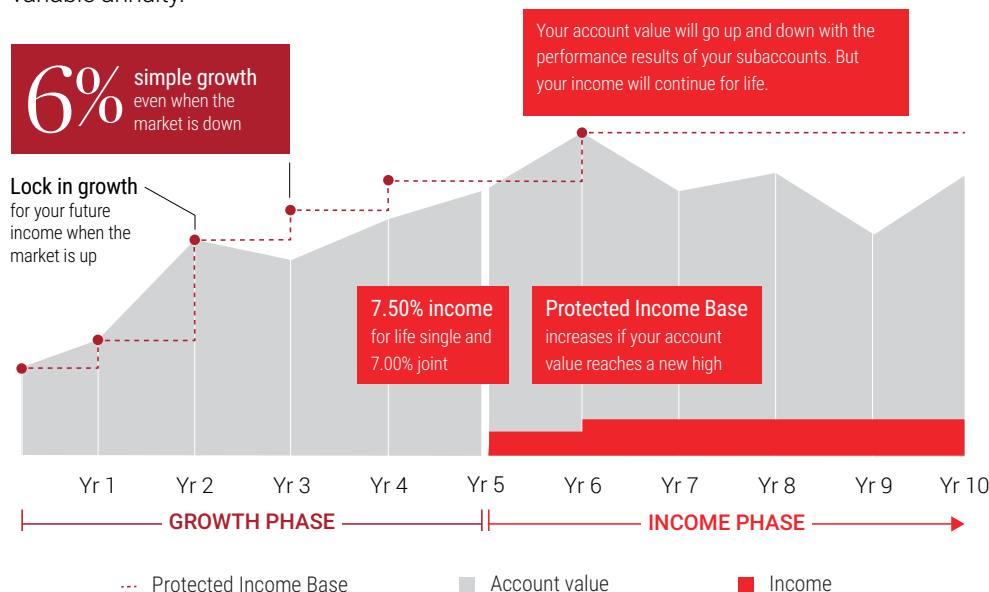 variable annuity.
6%
simple growth
even when the
market is down
Your account value will go up and down with the
performance results of your subaccounts. But
your income will continue for life.
Lock in growth
for your future
income when the
market is up
7.50% income
for life single and
7.00% joint
Protected Income Base
increases if your account
value reaches a new high
Yr 1 Yr 2 Yr 3 Yr 4 Yr 5 Yr 6 Yr 7 Yr 8 Yr 9 Yr 10
GROWTH PHASE INCOME PHASE
Protected Income Base Account value Income